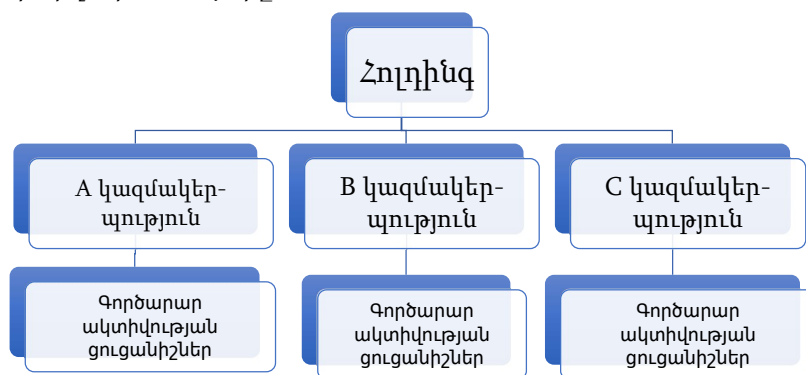 Հոլդինգ
A կազմակեր-
պություն
B կազմակեր-
պություն
C կազմակեր-
պություն
Գործարար
ակտիվության
ցուցանիշներ
Գործարար
ակտիվության
ցուցանիշներ
Գործարար
ակտիվության
ցուցանիշներ